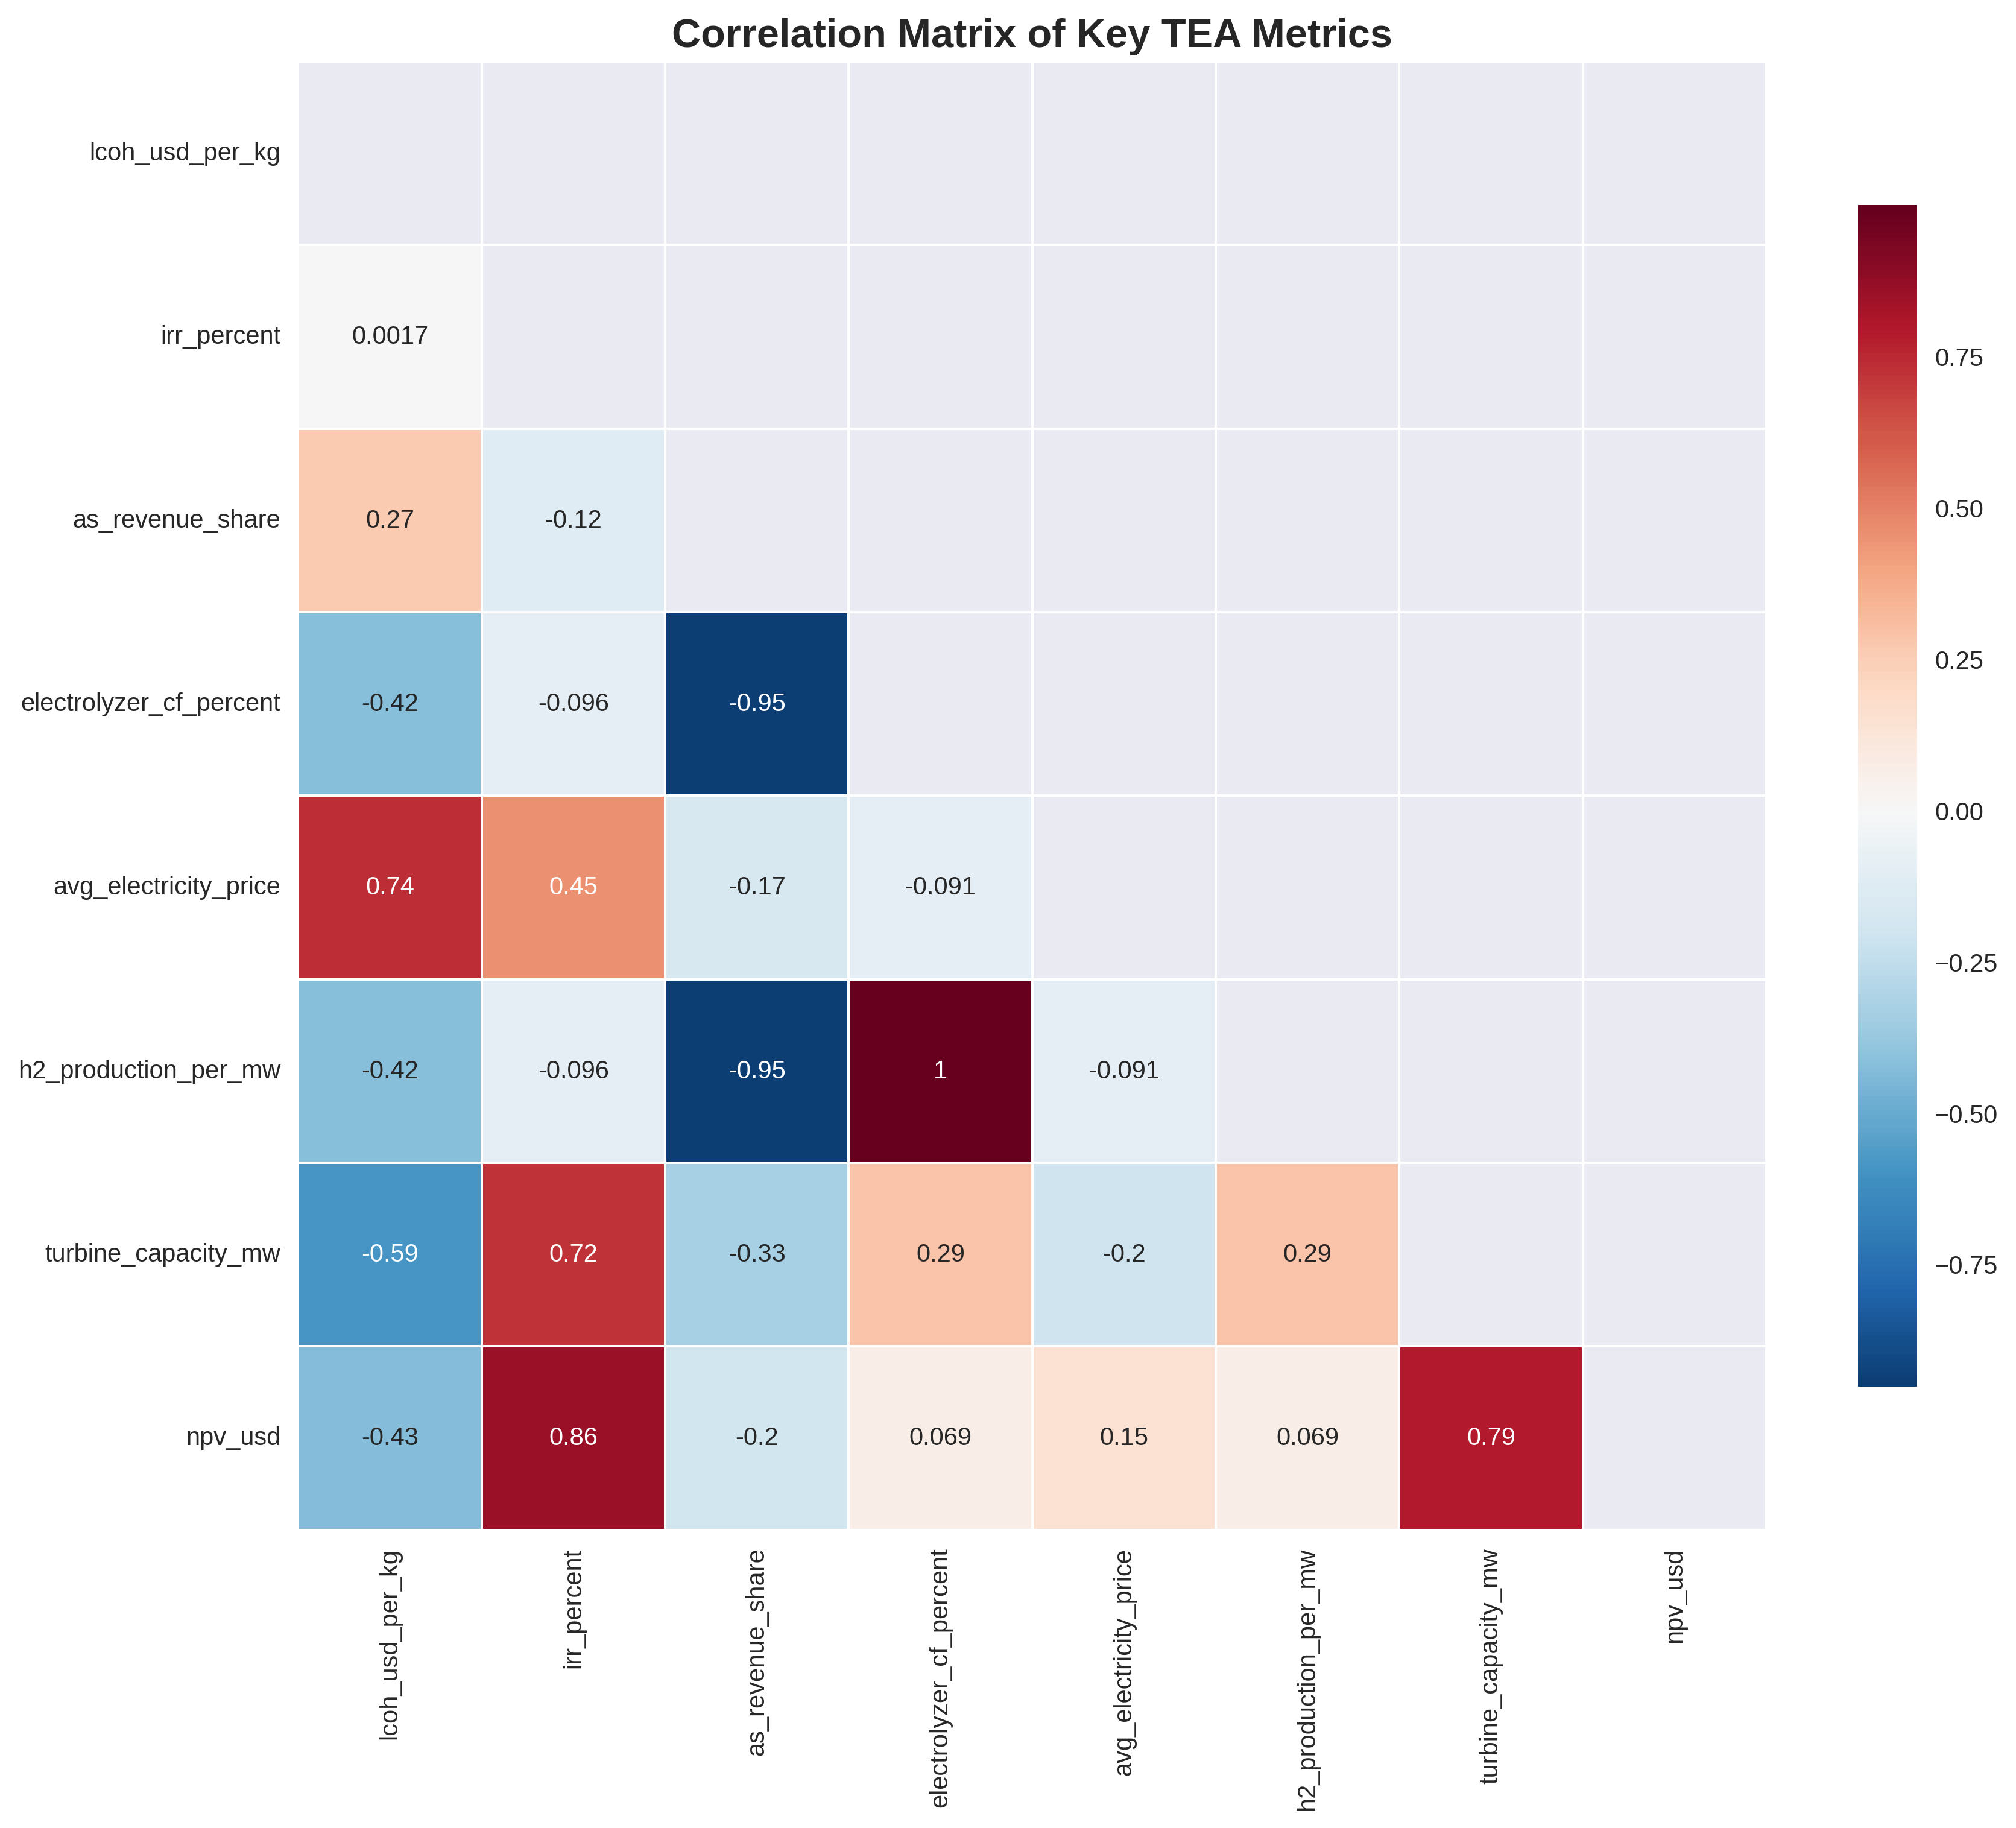 Correlation Matrix of Key TEA Metrics
lcoh_usd_per_kg
irr_percent 0.0017
as_revenue_share 0.27 -0.12
electrolyzer_cf_percent -0.42 -0.096 -0.95
avg_electricity_price 0.74 0.45 -0.17 -0.091
h2_production_per_mw -0.42 -0.096 -0.95 1 -0.091
turbine_capacity_mw -0.59 0.72 -0.33 0.29 -0.2 0.29
npv_usd -0.43 0.86 -0.2 0.069 0.15 0.069 0.79
lcoh_usd_per_kg
irr_percent
as_revenue_share
electrolyzer_cf_percent
avg_electricity_price
h2_production_per_mw
turbine_capacity_mw
npv_usd
0.75
0.50
0.25
0.00
−0.25
−0.50
−0.75